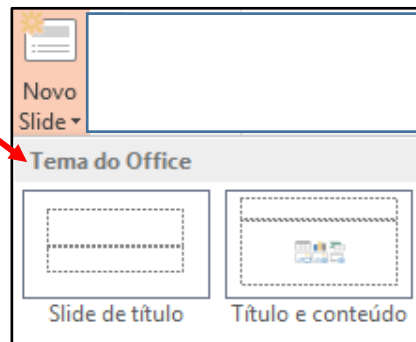 Novo
Slide
Tema do Office
Slide de título
Título e conteúdo